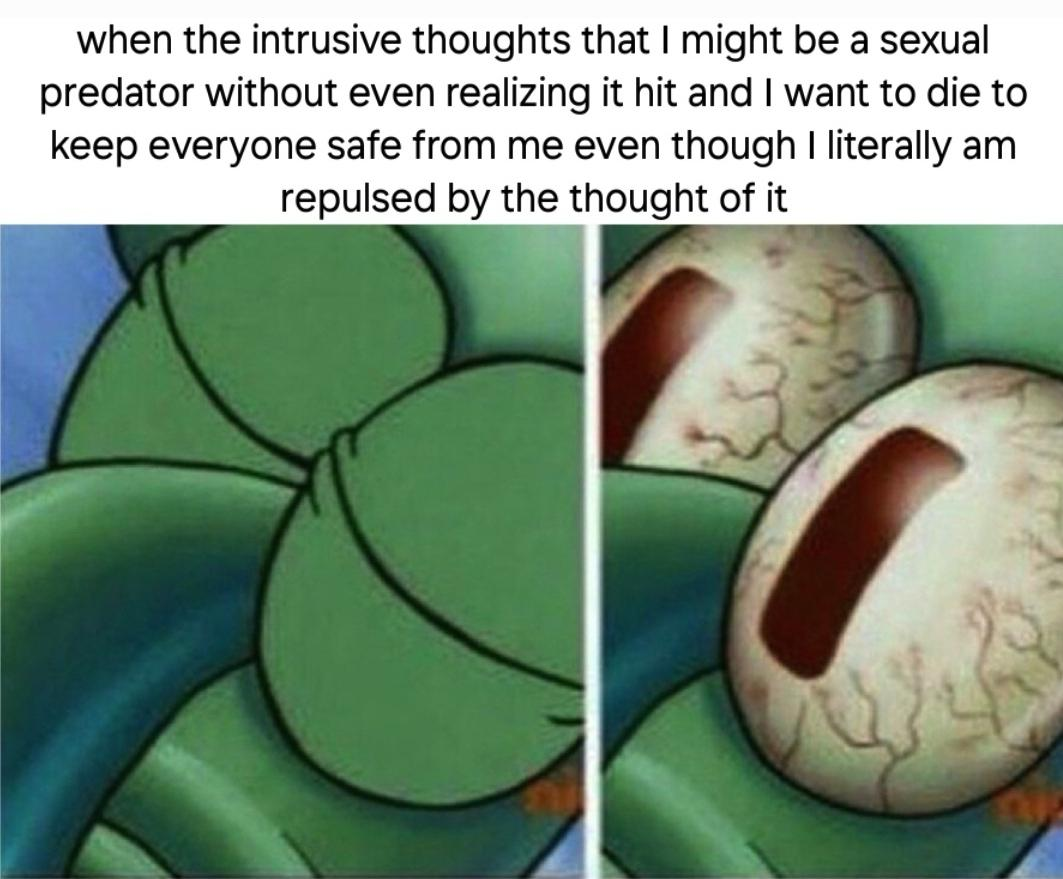 when the intrusive thoughts that I might be a sexual
predator without even realizing it hit and I want to die to
keep everyone safe from me even though I literally am
repulsed by the thought of it